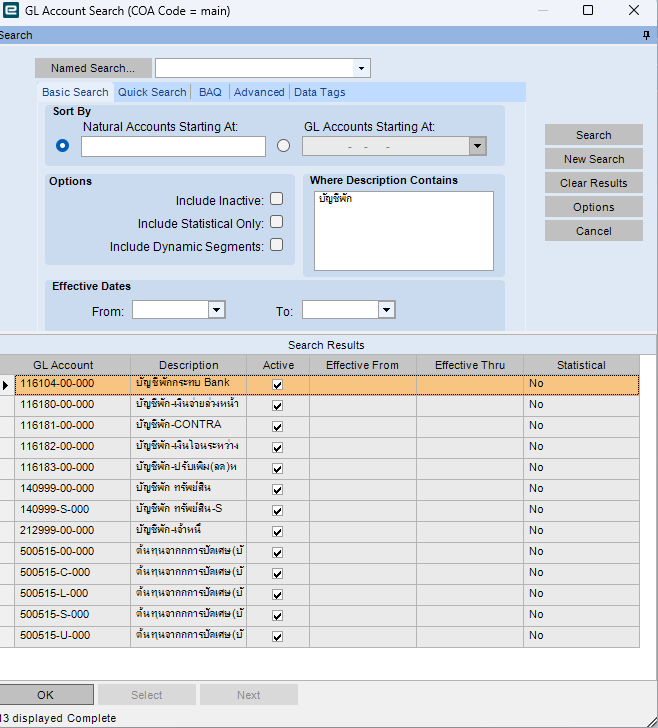 GL Account Search (COA Code = main)
Search
Named Search...
Basic Search Quick Search BAQ Advanced Data Tags
Sort By
Natural Accounts Starting At: GL Accounts Starting At:
- - -
Options
Include Inactive:
Include Statistical Only:
Include Dynamic Segments:
Where Description Contains
บัญชีพัก
Search
New Search
Clear Results
Options
Cancel
Effective Dates
From: To:
Search Results
GL Account Description Active Effective From Effective Thru Statistical
116104-00-000 บัญชีพักกระทบ Bank No
116180-00-000 บัญชีพัก-เงินจ่ายล่วงหน้า No
116181-00-000 บัญชีพัก-CONTRA No
116182-00-000 บัญชีพัก-เงินโอนระหว่าง No
116183-00-000 บัญชีพัก-ปรับเพิ่ม(ลด)ห No
140999-00-000 บัญชีพัก ทรัพย์สิน No
140999-S-000 บัญชีพัก ทรัพย์สิน-S No
212999-00-000 บัญชีพัก-เจ้าหนี้ No
500515-00-000 ต้นทุนจากกการปัดเศษ(บั No
500515-C-000 ต้นทุนจากกการปัดเศษ(บั No
500515-L-000 ต้นทุนจากกการปัดเศษ(บั No
500515-S-000 ต้นทุนจากกการปัดเศษ(บั No
500515-U-000 ต้นทุนจากกการปัดเศษ(บั No
OK Select Next
13 displayed Complete